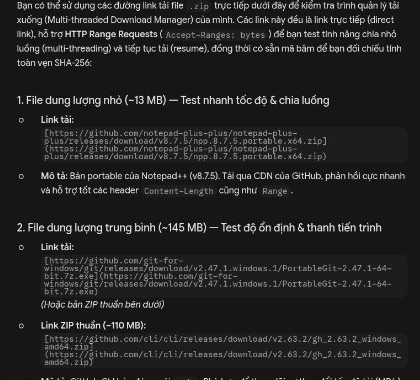 Bạn có thể sử dụng các đường link tải file .zip trực tiếp dưới đây để kiểm tra trình quản lý tải
xuống (Multi-threaded Download Manager) của mình. Các link này đều là link trực tiếp (direct
link), hỗ trợ HTTP Range Requests ( Accept-Ranges: bytes ) để bạn test tính năng chia nhỏ
luồng (multi-threading) và tiếp tục tải (resume), đồng thời có sẵn mã băm để bạn đối chiếu tính
toàn vẹn SHA-256:
1. File dung lượng nhỏ (~13 MB) — Test nhanh tốc độ & chia luồng
Link tải:
[https://github.com/notepad-plus-plus/notepad-plus-
plus/releases/download/v8.7.5/npp.8.7.5.portable.x64.zip]
(https://github.com/notepad-plus-plus/notepad-plus-
plus/releases/download/v8.7.5/npp.8.7.5.portable.x64.zip)
Mô tả: Bản portable của Notepad++ (v8.7.5). Tải qua CDN của GitHub, phản hồi cực nhanh
và hỗ trợ tốt các header Content-Length cũng như Range .
2. File dung lượng trung bình (~145 MB) — Test độ ổn định & thanh tiến trình
Link tải:
[https://github.com/git-for-
windows/git/releases/download/v2.47.1.windows.1/PortableGit-2.47.1-64-
bit.7z.exe](https://github.com/git-for-
windows/git/releases/download/v2.47.1.windows.1/PortableGit-2.47.1-64-
bit.7z.exe)
(Hoặc bản ZIP thuần bên dưới)
Link ZIP thuần (~110 MB):
[https://github.com/cli/cli/releases/download/v2.63.2/gh_2.63.2_windows_
amd64.zip]
(https://github.com/cli/cli/releases/download/v2.63.2/gh_2.63.2_windows_
amd64.zip)